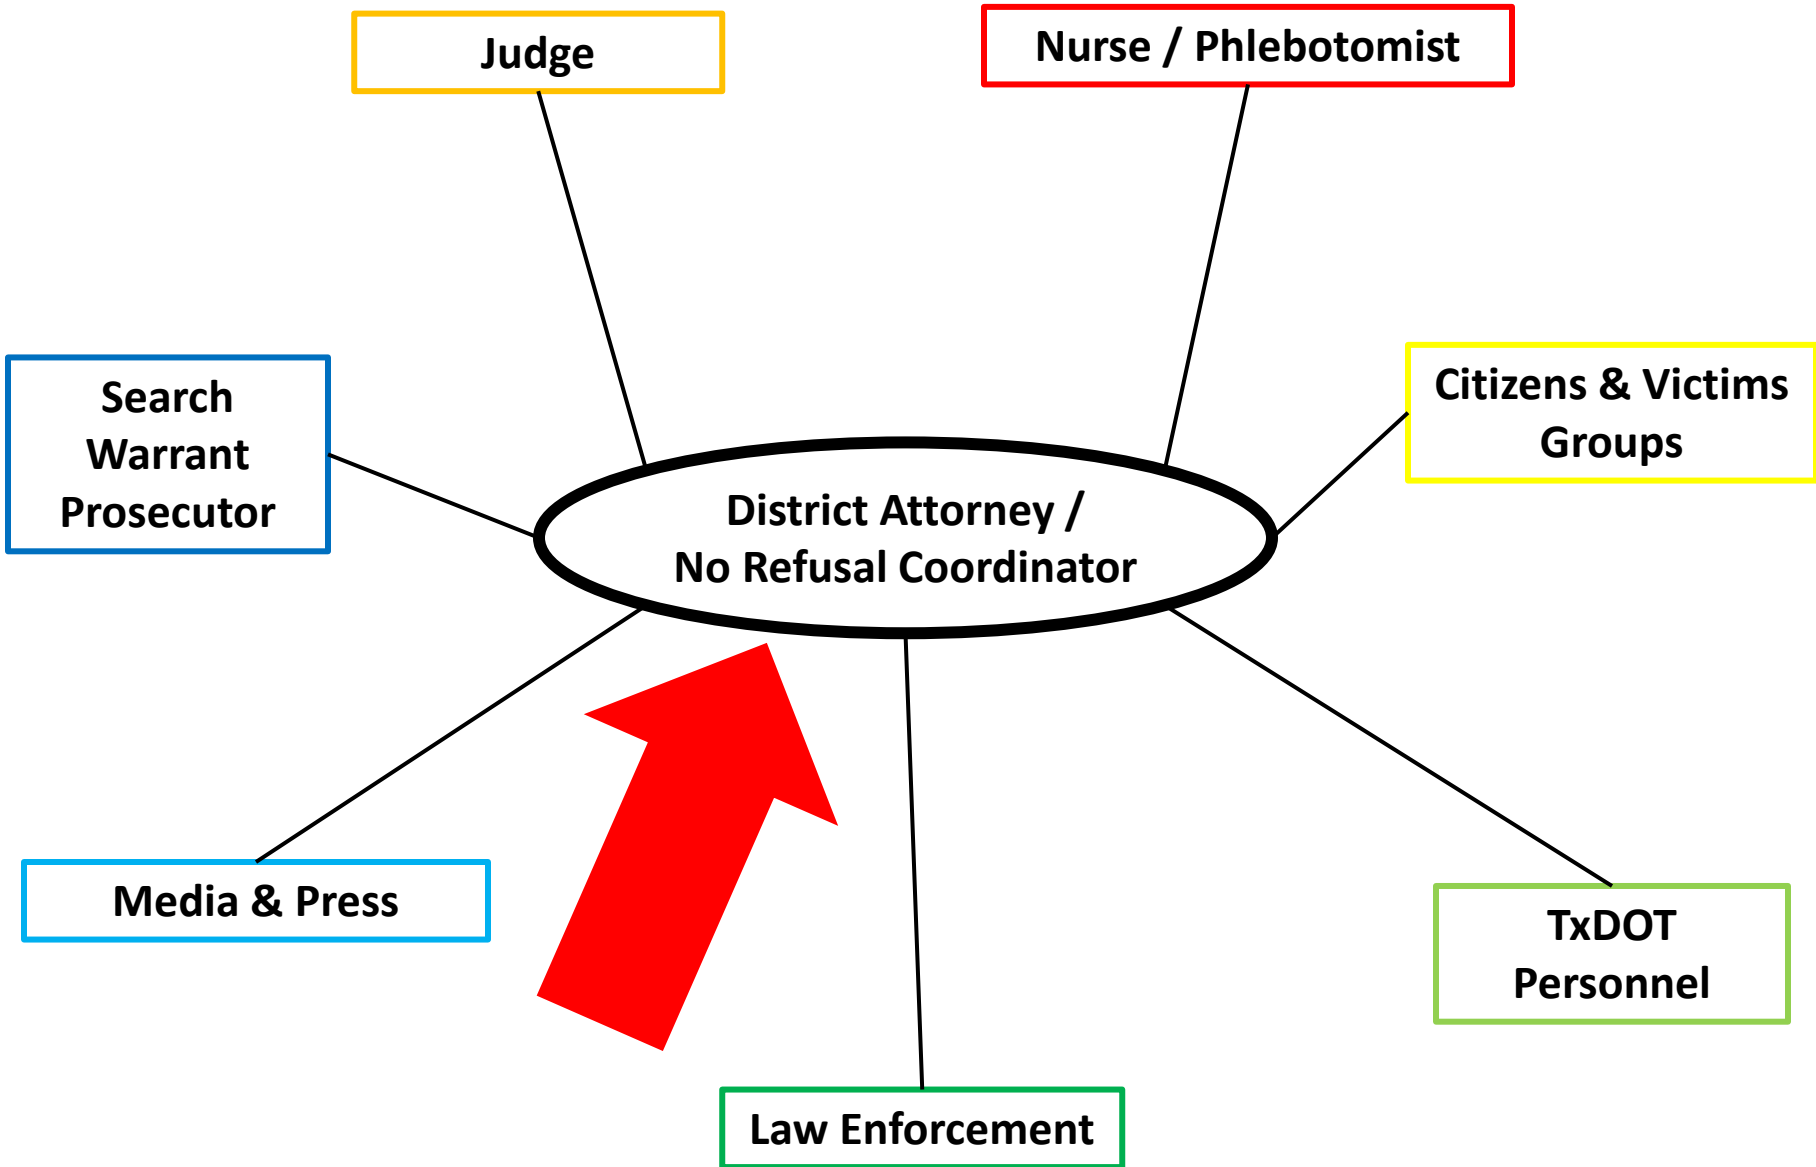 Judge
Nurse / Phlebotomist
Search
Warrant
Prosecutor
Citizens & Victims
Groups
District Attorney /
No Refusal Coordinator
Media & Press
TxDOT
Personnel
Law Enforcement